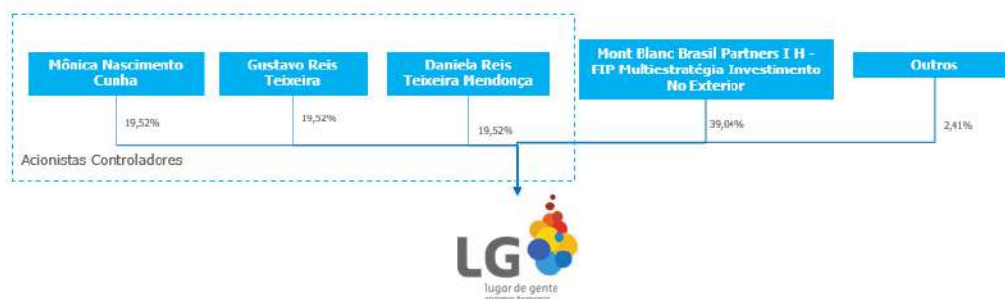 Mônica Nascimento
Cunha
Gustavo Reis
Teixeira
Daniela Reis
Teixeira Mendonça
Mont Blanc Brasil Partners I H -
FIP Multiestratégia Investimento
No Exterior
Outros
19,52%
19,52%
19,52%
39,04%
2,41%
Acionistas Controladores
LG
lugar de gente